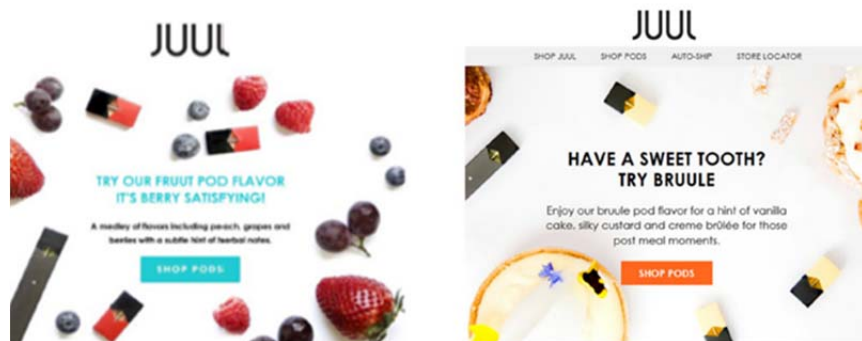 JUUL
TRY OUR FRUUT POD FLAVOR
IT'S BERRY SATISFYING!
A medley of flavors including peach, grapes and
berries with a subtle hint of herbal notes.
SHOP PODS
JUUL
SHOP JUUL SHOP PODS AUTO-SHIP STORE LOCATOR
HAVE A SWEET TOOTH?
TRY BRUULE
Enjoy our bruule pod flavor for a hint of vanilla
cake, silky custard and creme brûlée for those
post meal moments.
SHOP PODS